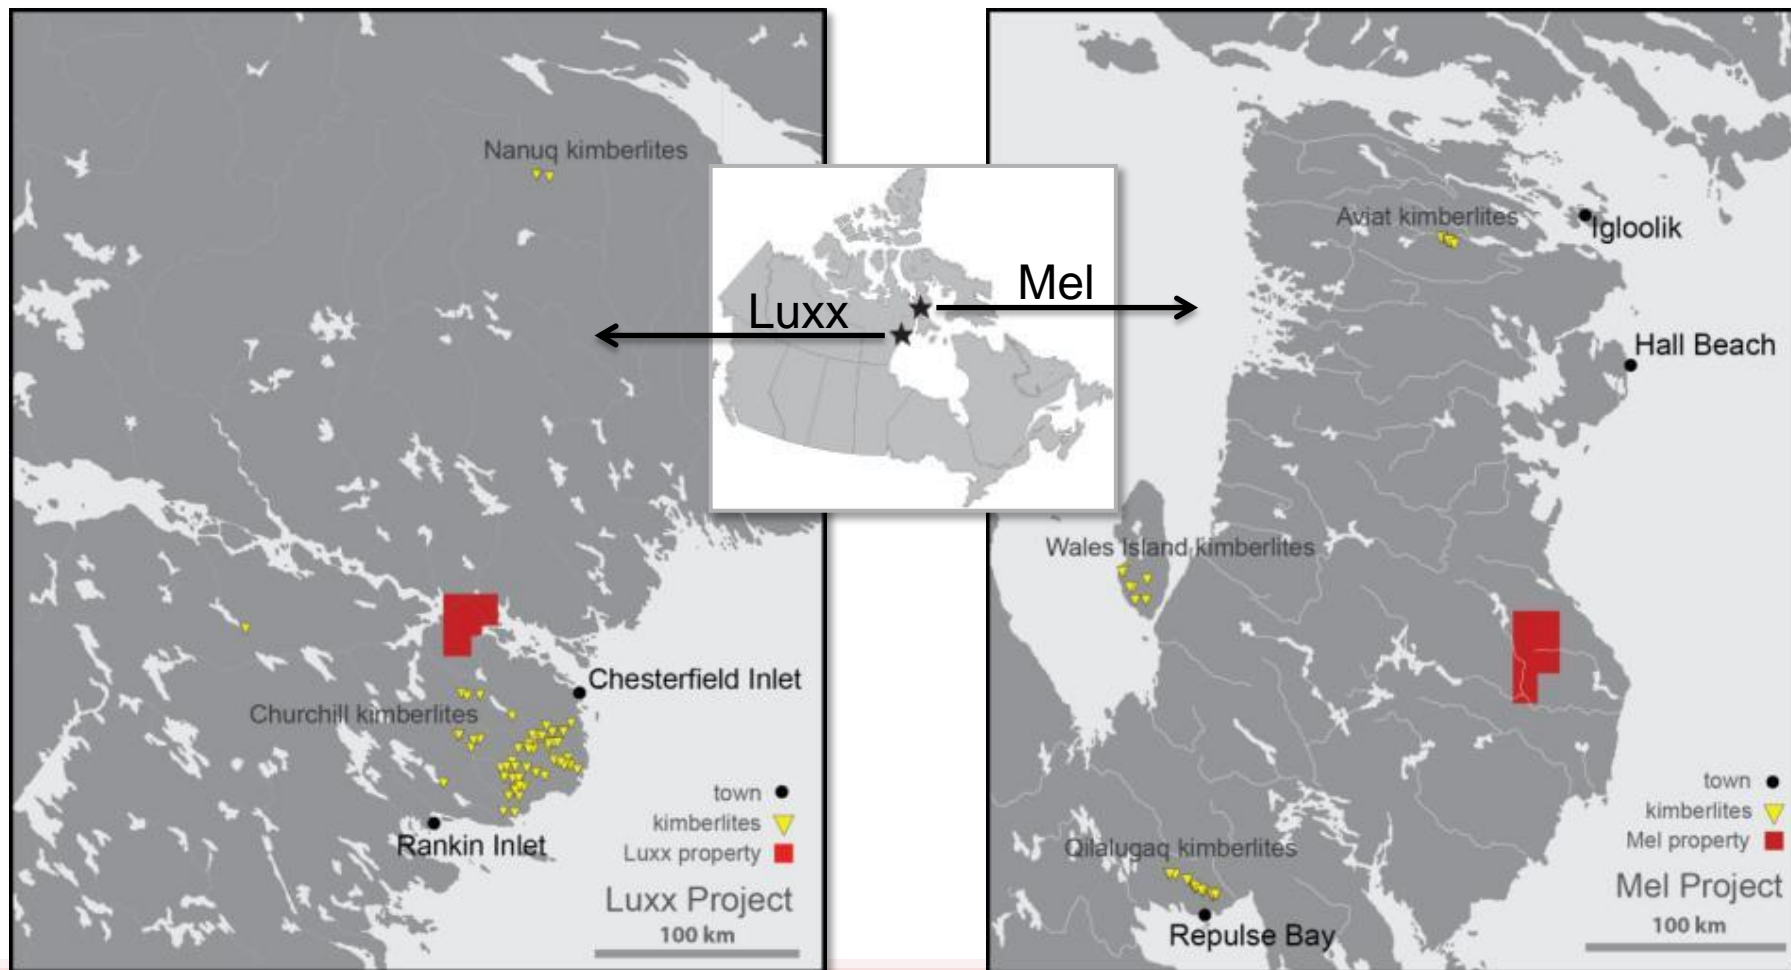 Nanuq kimberlites
Churchill kimberlites
Chesterfield Inlet
Rankin Inlet
town
kimberlites
Luxx property
Luxx Project
100 km
Luxx
Mel
Aviat kimberlites
Igloolik
Hall Beach
Wales Island kimberlites
Qilalugaq kimberlites
Repulse Bay
town
kimberlites
Mel property
Mel Project
100 km